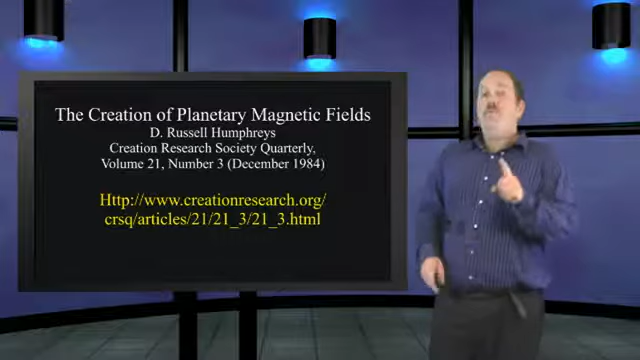 The Creation of Planetary Magnetic Fields
D. Russell Humphreys
Creation Research Society Quarterly,
Volume 21, Number 3 (December 1984)
Http://www.creationresearch.org/
crsq/articles/21/21_3/21_3.html